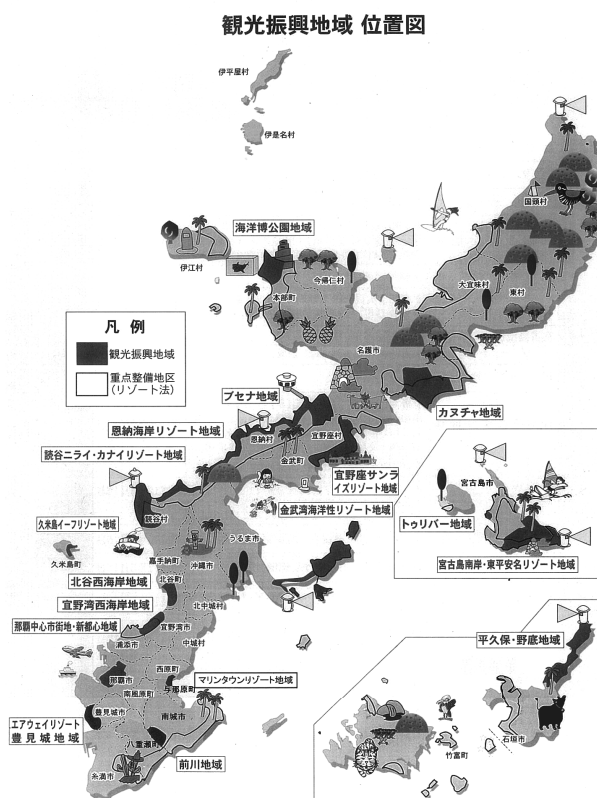 観光振興地域 位置図
伊平屋村
伊是名村
国頭村
海洋博公園地域
伊江村
今帰仁村
本部町
大宜味村
東村
凡 例
観光振興地域
重点整備地区
(リゾート法)
名護市
ブセナ地域
カヌチャ地域
恩納海岸リゾート地域
恩納村
宜野座村
読谷ニライ・カナイリゾート地域
金武町
宜野座サンラ
イズリゾート地域
金武湾海洋性リゾート地域
宮古島市
トゥリバー地域
宮古島南岸・東平安名リゾート地域
読谷村
久米島イーフリゾート地域
久米島町
うるま市
嘉手納町
沖縄市
北谷西海岸地域
北谷町
宜野湾西海岸地域
北中城村
那覇中心市街地・新都心地域
宜野湾市
浦添市
中城村
平久保・野底地域
西原町
マリンタウンリゾート地域
那覇市
与那原町
南風原町
エアウェイリゾート
豊見城地域
豊見城市
南城市
八重瀬町
前川地域
糸満市
石垣市
竹富町